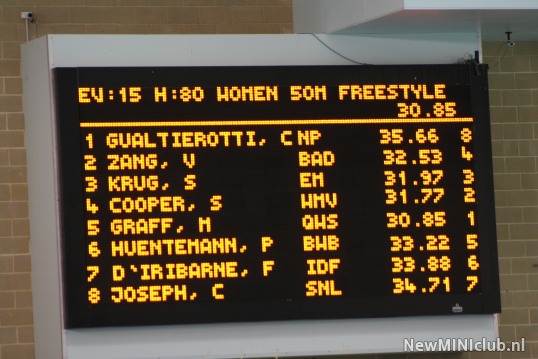 EV:15 H:80 WOMEN 50M FREESTYLE
30.85
1 GUALTIEROTTI, C NP 35.66 8
2 ZANG, V BAD 32.53 4
3 KRUG, S EM 31.97 3
4 COOPER, S WMV 31.77 2
5 GRAFF, M QWS 30.85 1
6 HUENTEMANN, P BWB 33.22 5
7 D`IRIBARNE, F IDF 33.88 6
8 JOSEPH, C SNL 34.71 7
NewMINIclub.nl